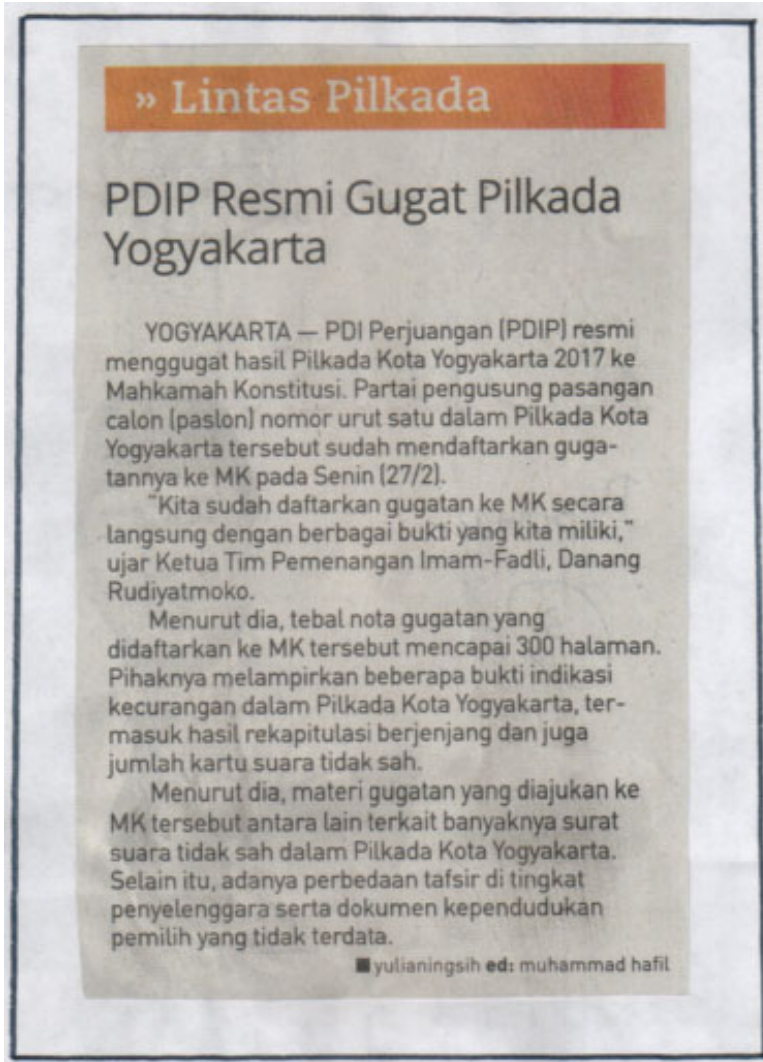 » Lintas Pilkada
PDIP Resmi Gugat Pilkada
Yogyakarta
YOGYAKARTA — PDI Perjuangan (PDIP) resmi
menggugat hasil Pilkada Kota Yogyakarta 2017 ke
Mahkamah Konstitusi. Partai pengusung pasangan
calon (paslon) nomor urut satu dalam Pilkada Kota
Yogyakarta tersebut sudah mendaftarkan guga-
tannya ke MK pada Senin (27/2).
"Kita sudah daftarkan gugatan ke MK secara
langsung dengan berbagai bukti yang kita miliki,"
ujar Ketua Tim Pemenangan Imam-Fadli, Danang
Rudiyatmoko.
Menurut dia, tebal nota gugatan yang
didaftarkan ke MK tersebut mencapai 300 halaman.
Pihaknya melampirkan beberapa bukti indikasi
kecurangan dalam Pilkada Kota Yogyakarta, ter-
masuk hasil rekapitulasi berjenjang dan juga
jumlah kartu suara tidak sah.
Menurut dia, materi gugatan yang diajukan ke
MK tersebut antara lain terkait banyaknya surat
suara tidak sah dalam Pilkada Kota Yogyakarta.
Selain itu, adanya perbedaan tafsir di tingkat
penyelenggara serta dokumen kependudukan
pemilih yang tidak terdata.
■ yulianingsih ed: muhammad hafil